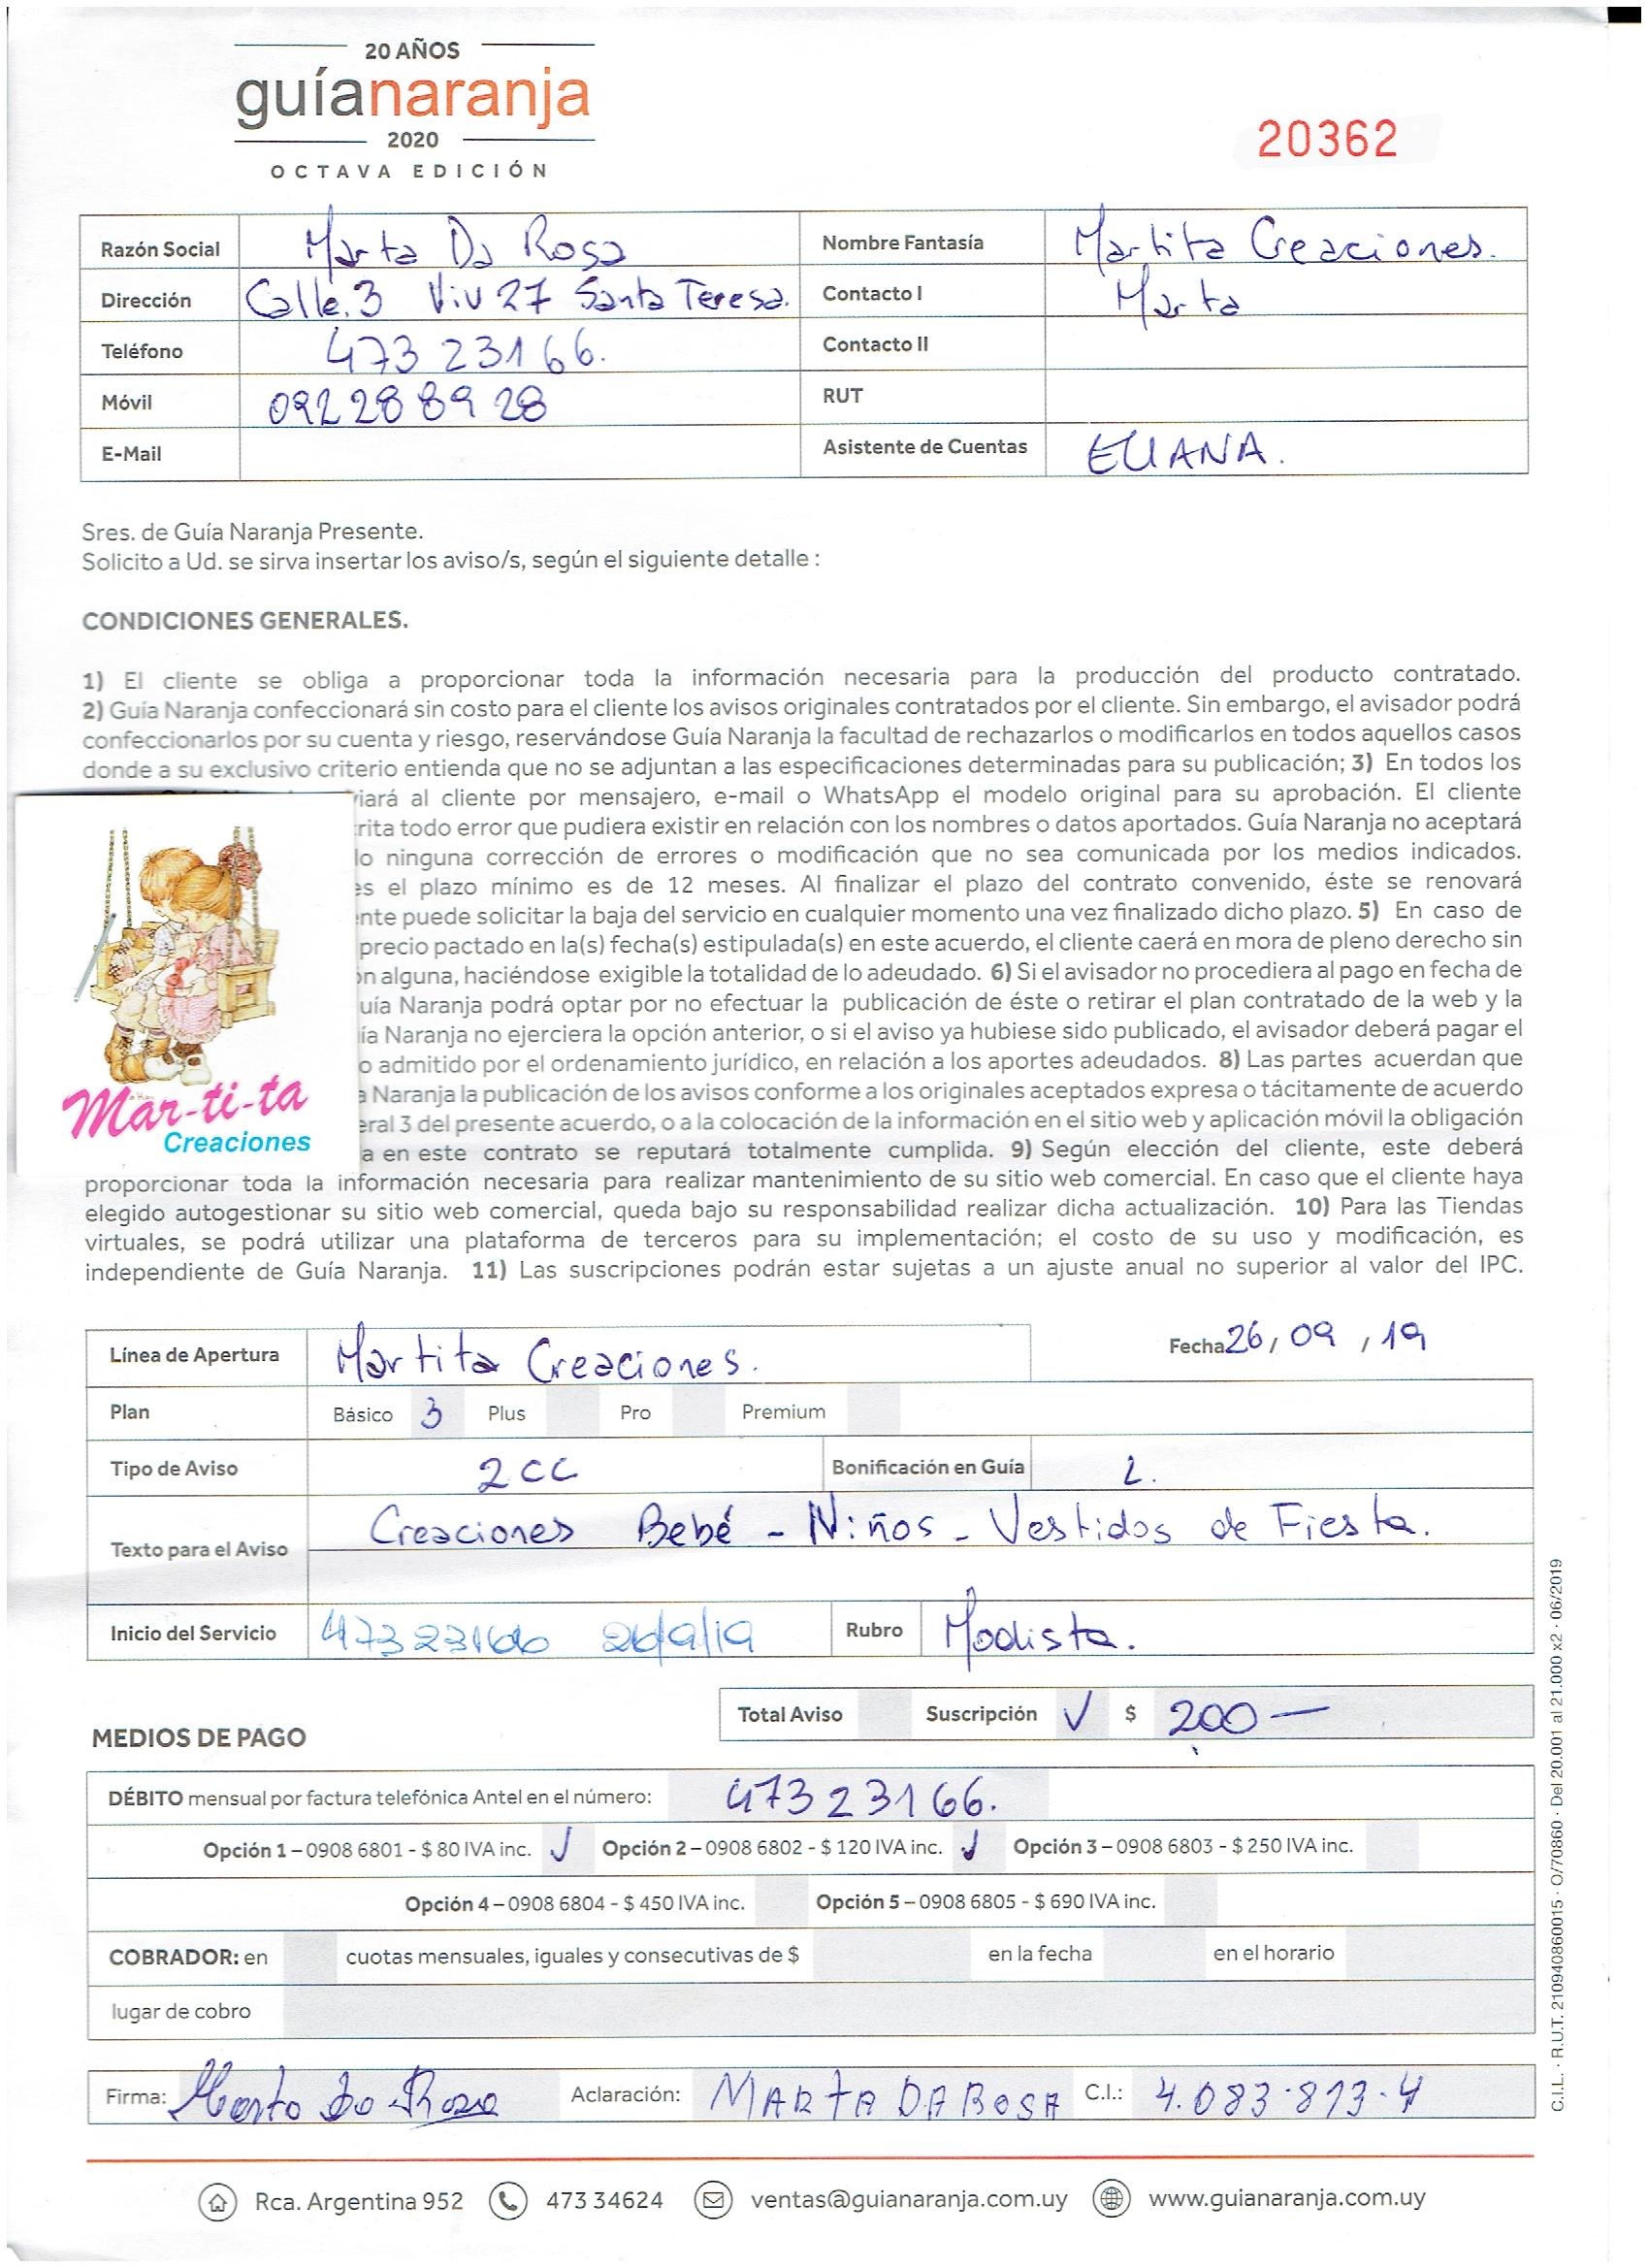 20 AÑOS
guíanaranja
2020
OCTAVA EDICIÓN
20362
Razón Social Marta Da Rosa Nombre Fantasía Martita Creaciones.
Dirección Calle.3 Viv 27 Santa Teresa. Contacto I Marta
Teléfono 473 23166. Contacto II
Móvil 092288928 RUT
E-Mail Asistente de Cuentas ELIANA.
Sres. de Guía Naranja Presente.
Solicito a Ud. se sirva insertar los aviso/s, según el siguiente detalle :
CONDICIONES GENERALES.
1) El cliente se obliga a proporcionar toda la información necesaria para la producción del producto contratado.
2) Guía Naranja confeccionará sin costo para el cliente los avisos originales contratados por el cliente. Sin embargo, el avisador podrá
confeccionarlos por su cuenta y riesgo, reservándose Guía Naranja la facultad de rechazarlos o modificarlos en todos aquellos casos
donde a su exclusivo criterio entienda que no se adjuntan a las especificaciones determinadas para su publicación; 3) En todos los
al cliente por mensajero, e-mail o WhatsApp el modelo original para su aprobación. El cliente
todo error que pudiera existir en relación con los nombres o datos aportados. Guía Naranja no aceptará
ninguna corrección de errores o modificación que no sea comunicada por los medios indicados.
el plazo mínimo es de 12 meses. Al finalizar el plazo del contrato convenido, éste se renovará
puede solicitar la baja del servicio en cualquier momento una vez finalizado dicho plazo. 5) En caso de
precio pactado en la(s) fecha(s) estipulada(s) en este acuerdo, el cliente caerá en mora de pleno derecho sin
alguna, haciéndose exigible la totalidad de lo adeudado. 6) Si el avisador no procediera al pago en fecha de
Naranja podrá optar por no efectuar la publicación de éste o retirar el plan contratado de la web y la
Naranja no ejerciera la opción anterior, o si el aviso ya hubiese sido publicado, el avisador deberá pagar el
admitido por el ordenamiento jurídico, en relación a los aportes adeudados. 8) Las partes acuerdan que
Naranja la publicación de los avisos conforme a los originales aceptados expresa o tácitamente de acuerdo
3 del presente acuerdo, o a la colocación de la información en el sitio web y aplicación móvil la obligación
en este contrato se reputará totalmente cumplida. 9) Según elección del cliente, este deberá
proporcionar toda la información necesaria para realizar mantenimiento de su sitio web comercial. En caso que el cliente haya
elegido autogestionar su sitio web comercial, queda bajo su responsabilidad realizar dicha actualización. 10) Para las Tiendas
virtuales, se podrá utilizar una plataforma de terceros para su implementación; el costo de su uso y modificación, es
independiente de Guía Naranja. 11) Las suscripciones podrán estar sujetas a un ajuste anual no superior al valor del IPC.
Mar-ti-ta
Creaciones
Línea de Apertura Martita Creaciones. Fecha 26 / 09 / 19
Plan Básico 3 Plus Pro Premium
Tipo de Aviso 2CC Bonificación en Guía 2.
Texto para el Aviso Creaciones Bebé - Niños - Vestidos de Fiesta.
Inicio del Servicio 47323166 26/9/19 Rubro Modista.
Total Aviso Suscripción ✓ $ 200 —
MEDIOS DE PAGO
DÉBITO mensual por factura telefónica Antel en el número: 47323166.
Opción 1 – 0908 6801 - $ 80 IVA inc. ✓ Opción 2 – 0908 6802 - $ 120 IVA inc. ✓ Opción 3 – 0908 6803 - $ 250 IVA inc.
Opción 4 – 0908 6804 - $ 450 IVA inc. Opción 5 – 0908 6805 - $ 690 IVA inc.
COBRADOR: en cuotas mensuales, iguales y consecutivas de $ en la fecha en el horario
lugar de cobro
Firma: Marta Da Rosa Aclaración: MARTA DA ROSA C.I.: 4.083.813-4
C.I.L. · R.U.T. 210940860015 · O/70860 · Del 20.001 al 21.000 x2 · 06/2019
Rca. Argentina 952 473 34624 ventas@guianaranja.com.uy www.guianaranja.com.uy